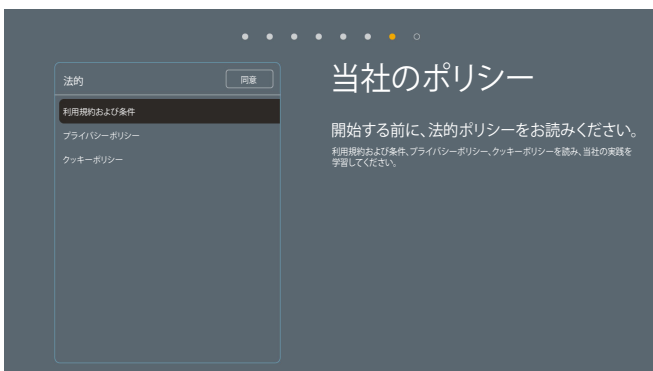 法的
同意
利用規約および条件
プライバシーポリシー
クッキーポリシー
当社のポリシー
開始する前に、法的ポリシーをお読みください。
利用規約および条件、プライバシーポリシー、クッキーポリシーを読み、当社の実践を
学習してください。